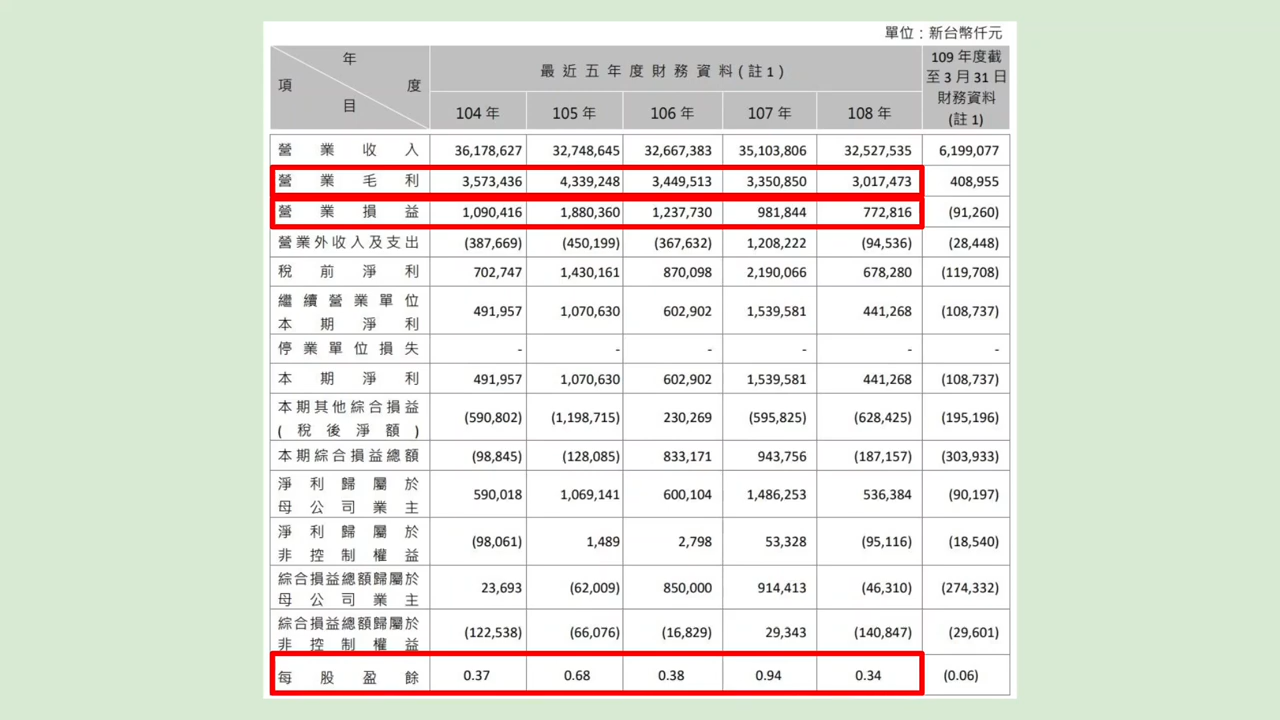 單位：新台幣仟元
年
項 度
目
最近五年度財務資料(註1)
104年 105年 106年 107年 108年
109年度截
至3月31日
財務資料
(註1)
營業收入 36,178,627 32,748,645 32,667,383 35,103,806 32,527,535 6,199,077
營業毛利 3,573,436 4,339,248 3,449,513 3,350,850 3,017,473 408,955
營業損益 1,090,416 1,880,360 1,237,730 981,844 772,816 (91,260)
營業外收入及支出 (387,669) (450,199) (367,632) 1,208,222 (94,536) (28,448)
稅前淨利 702,747 1,430,161 870,098 2,190,066 678,280 (119,708)
繼續營業單位
本期淨利 491,957 1,070,630 602,902 1,539,581 441,268 (108,737)
停業單位損失 - - - - - -
本期淨利 491,957 1,070,630 602,902 1,539,581 441,268 (108,737)
本期其他綜合損益
(稅後淨額) (590,802) (1,198,715) 230,269 (595,825) (628,425) (195,196)
本期綜合損益總額 (98,845) (128,085) 833,171 943,756 (187,157) (303,933)
淨利歸屬於
母公司業主 590,018 1,069,141 600,104 1,486,253 536,384 (90,197)
淨利歸屬於
非控制權益 (98,061) 1,489 2,798 53,328 (95,116) (18,540)
綜合損益總額歸屬於
母公司業主 23,693 (62,009) 850,000 914,413 (46,310) (274,332)
綜合損益總額歸屬於
非控制權益 (122,538) (66,076) (16,829) 29,343 (140,847) (29,601)
每股盈餘 0.37 0.68 0.38 0.94 0.34 (0.06)